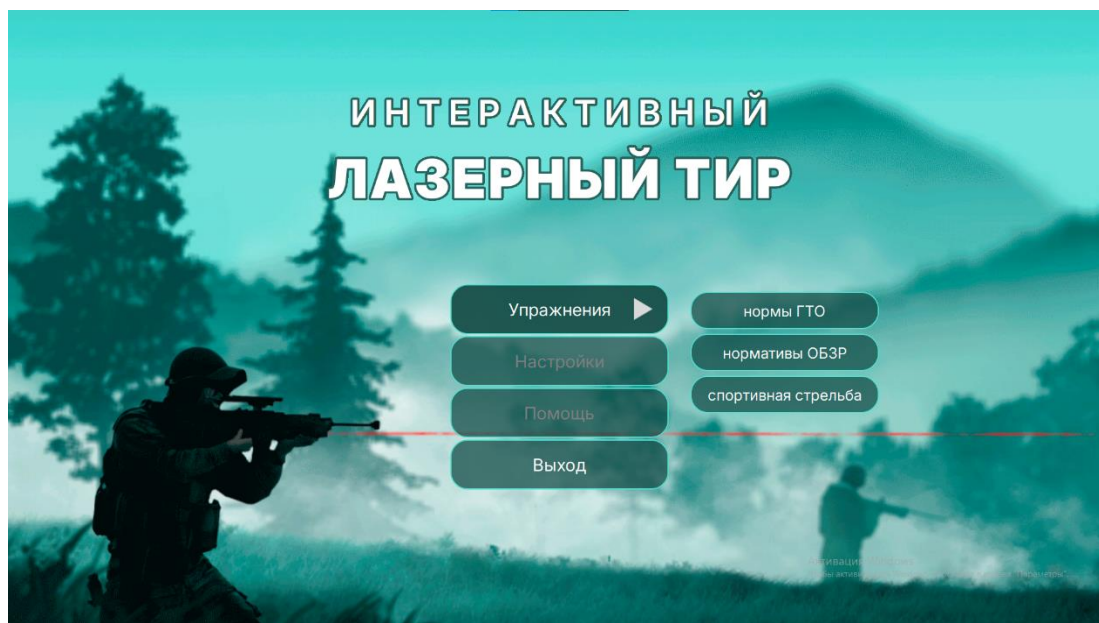 ИНТЕРАКТИВНЫЙ
ЛАЗЕРНЫЙ ТИР
Упражнения
Настройки
Помощь
Выход
нормы ГТО
нормативы ОБЗР
спортивная стрельба